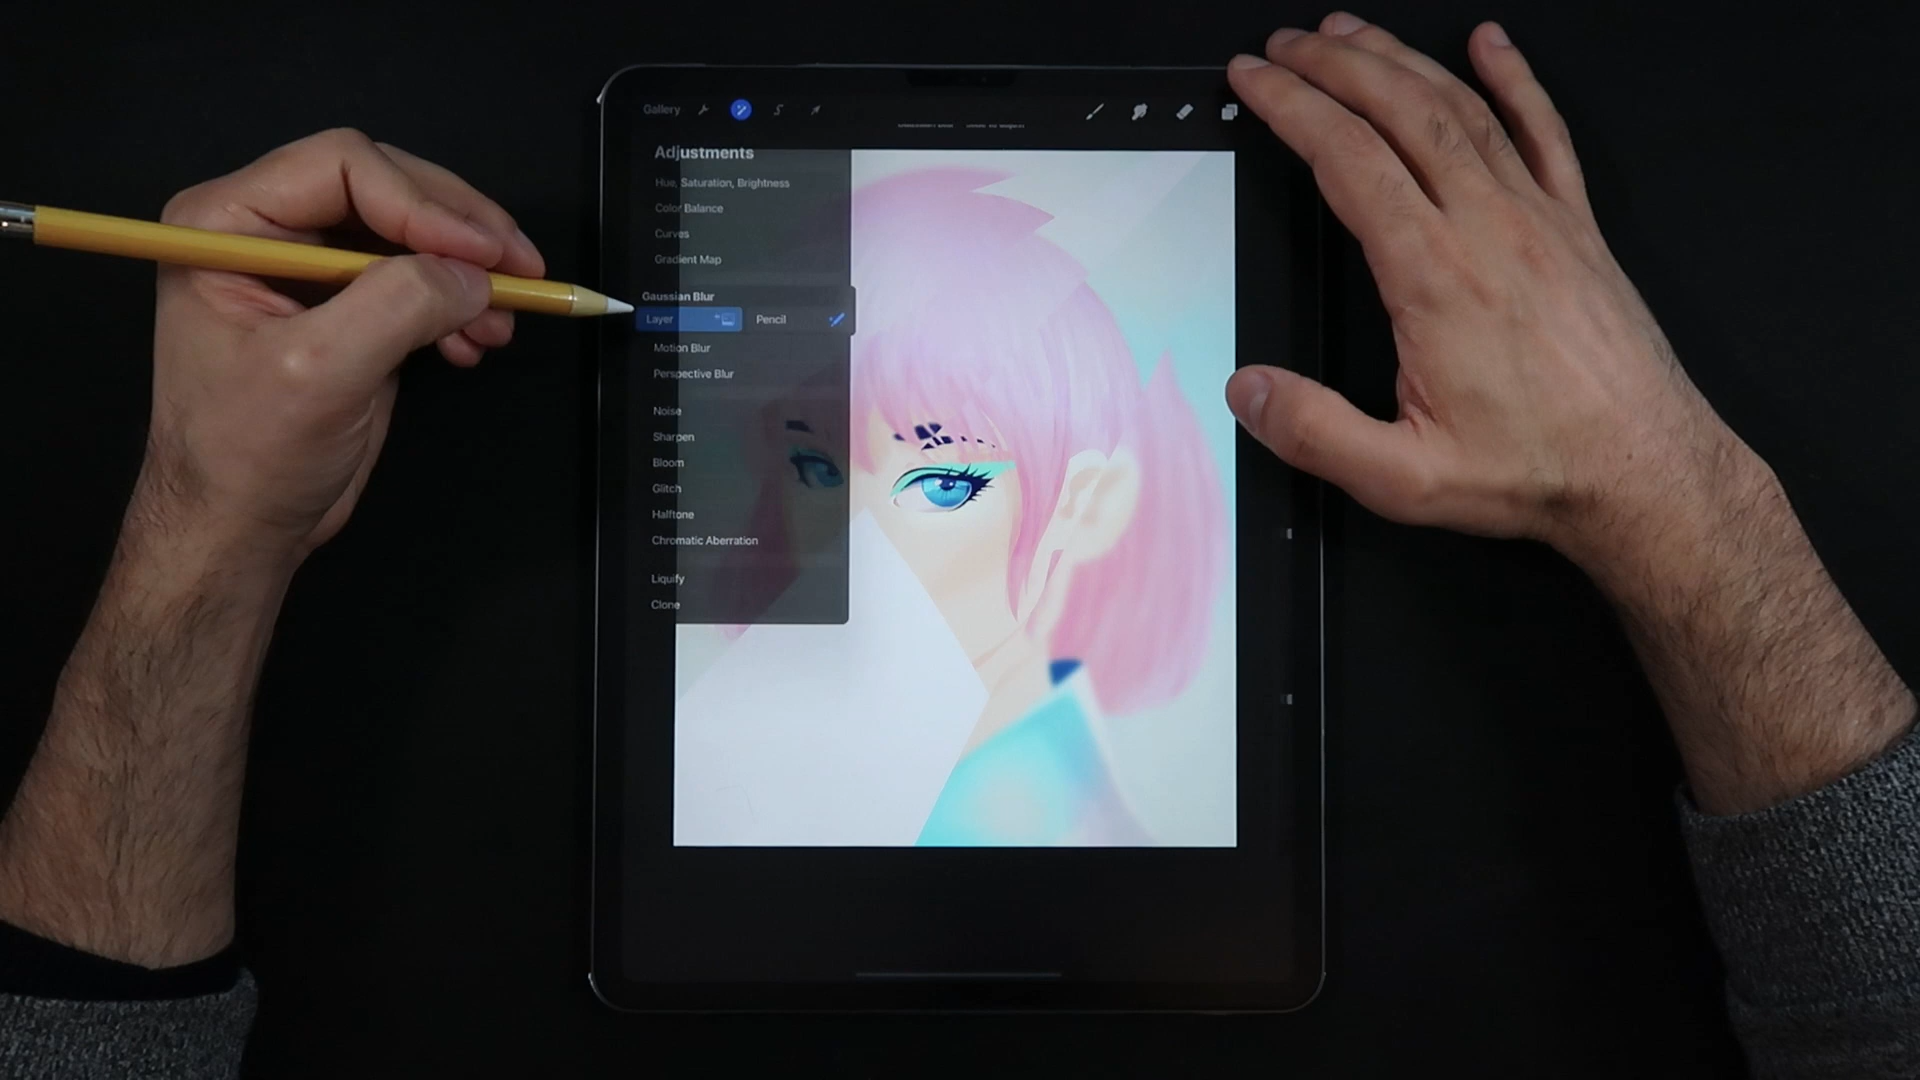 Gallery
Adjustments
Hue, Saturation, Brightness
Color Balance
Curves
Gradient Map
Gaussian Blur
Layer Pencil
Motion Blur
Perspective Blur
Noise
Sharpen
Bloom
Glitch
Halftone
Chromatic Aberration
Liquify
Clone